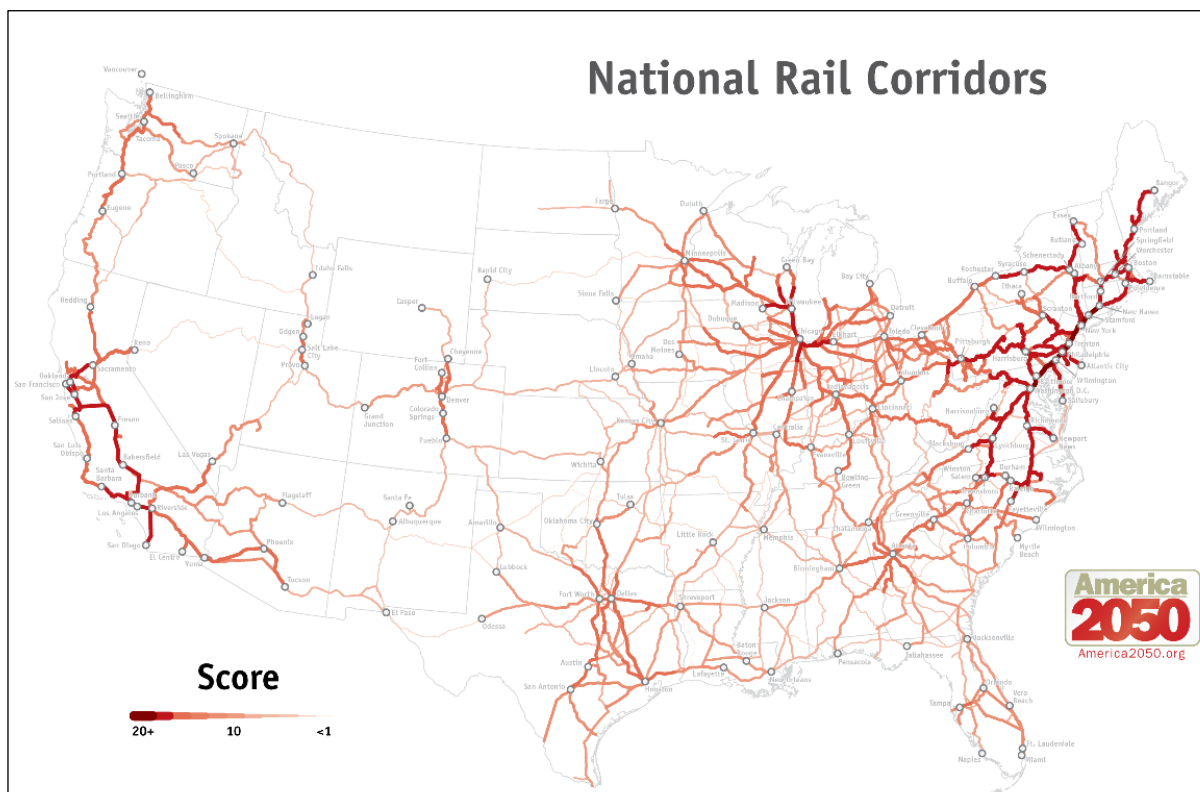 National Rail Corridors
Vancouver
Bellingham
Seattle
Tacoma
Spokane
Pasco
Portland
Eugene
Redding
Reno
Sacramento
Oakland
San Francisco
San Jose
Salinas
Fresno
San Luis
Obispo
Bakersfield
Santa
Barbara
Los Angeles
Riverside
San Diego
El Centro
Yuma
Las Vegas
Phoenix
Tucson
Flagstaff
Idaho Falls
Logan
Ogden
Salt Lake
City
Provo
Grand
Junction
Casper
Cheyenne
Fort
Collins
Denver
Colorado
Springs
Pueblo
Santa Fe
Albuquerque
El Paso
Rapid City
Fargo
Duluth
Minneapolis
Sioux Falls
Omaha
Lincoln
Des
Moines
Kansas City
Wichita
Tulsa
Oklahoma City
Amarillo
Lubbock
Odessa
Fort Worth
Dallas
Austin
San Antonio
Houston
Little Rock
Shreveport
Memphis
Jackson
Baton
Rouge
Lafayette
New Orleans
Green Bay
Madison
Milwaukee
Dubuque
Chicago
Elkhart
Bay City
Detroit
Toledo
Cleveland
Columbus
Indianapolis
Cincinnati
St. Louis
Centralia
Evansville
Louisville
Bowling
Green
Birmingham
Atlanta
Pensacola
Tallahassee
Jacksonville
Orlando
Tampa
Vero
Beach
Ft. Lauderdale
Miami
Naples
Greenville
Columbia
Charlotte
Myrtle
Beach
Wilmington
Fayetteville
Durham
Winston
Salem
Greensboro
Blacksburg
Lynchburg
Harrisonburg
Richmond
Newport
News
Washington D.C.
Salisbury
Wilmington
Atlantic City
Philadelphia
Trenton
New York
Stamford
New Haven
Hartford
Providence
Barnstable
Boston
Worchester
Springfield
Portland
Bangor
Essex
Rutland
Albany
Schenectady
Syracuse
Rochester
Buffalo
Ithaca
Scranton
Harrisburg
Pittsburgh
Score
20+ 10 <1
America
2050
America2050.org